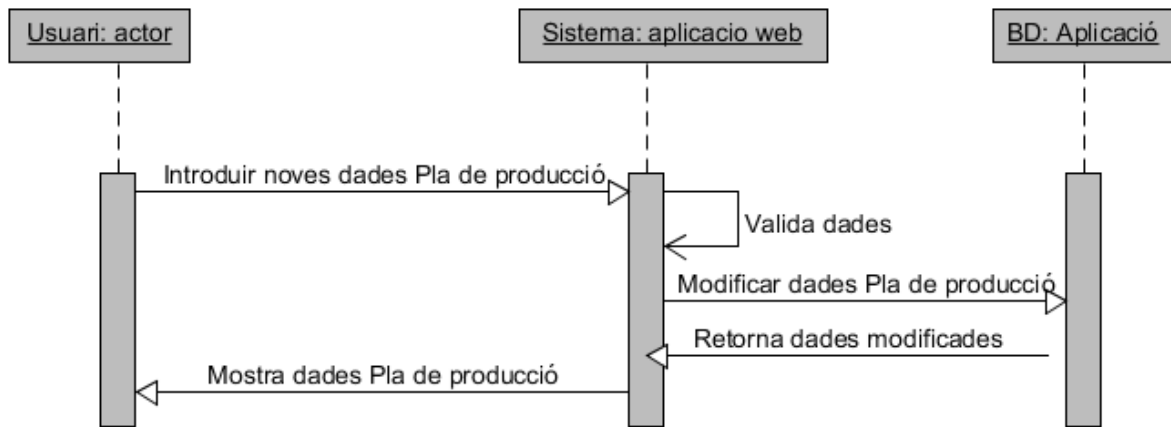 Usuari: actor
Sistema: aplicacio web
BD: Aplicació
Introduir noves dades Pla de producció
Valida dades
Modificar dades Pla de producció
Retorna dades modificades
Mostra dades Pla de producció